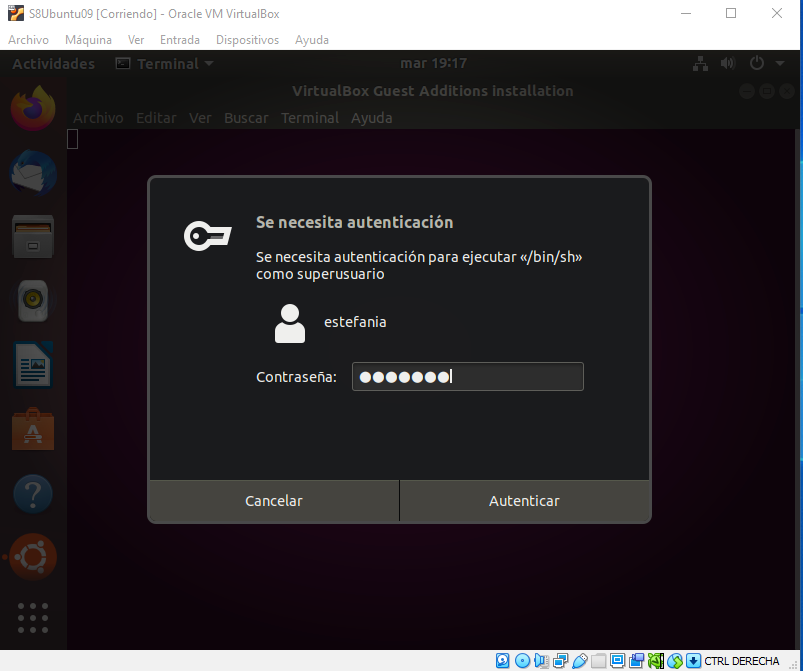 S8Ubuntu09 [Corriendo] - Oracle VM VirtualBox
Archivo Máquina Ver Entrada Dispositivos Ayuda
Actividades Terminal mar 19:17
VirtualBox Guest Additions installation
Archivo Editar Ver Buscar Terminal Ayuda
Se necesita autenticación
Se necesita autenticación para ejecutar «/bin/sh»
como superusuario
estefania
Contraseña: ●●●●●●●
Cancelar Autenticar
CTRL DERECHA